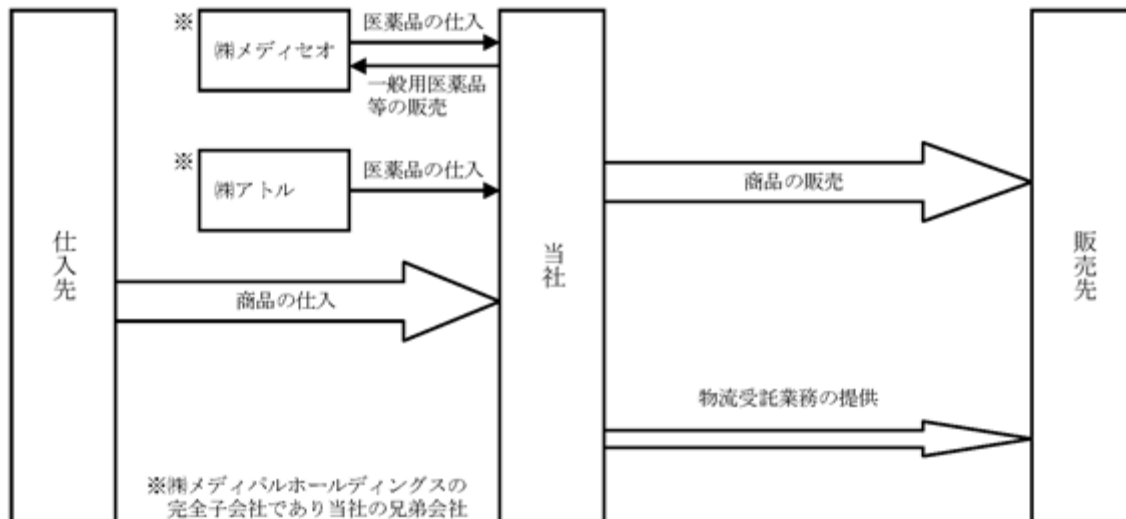 ※
㈱メディセオ
医薬品の仕入
一般用医薬品
等の販売
※
㈱アトル
医薬品の仕入
仕入先
商品の仕入
当社
商品の販売
物流受託業務の提供
販売先
※㈱メディパルホールディングスの
完全子会社であり当社の兄弟会社